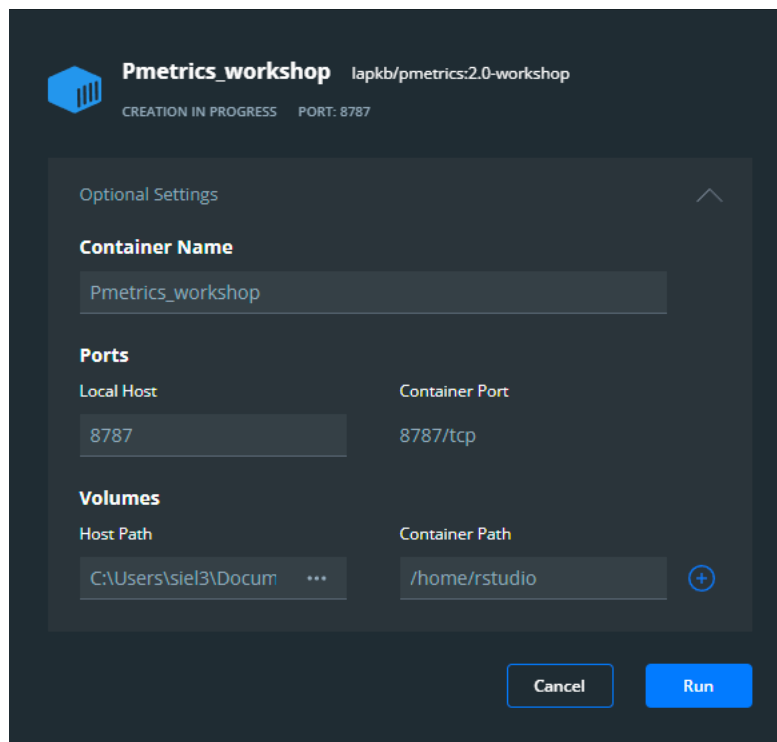 Pmetrics_workshop lapkb/pmetrics:2.0-workshop
CREATION IN PROGRESS PORT: 8787
Optional Settings
Container Name
Pmetrics_workshop
Ports
Local Host Container Port
8787 8787/tcp
Volumes
Host Path Container Path
C:\Users\siel3\Docum ••• /home/rstudio
Cancel Run